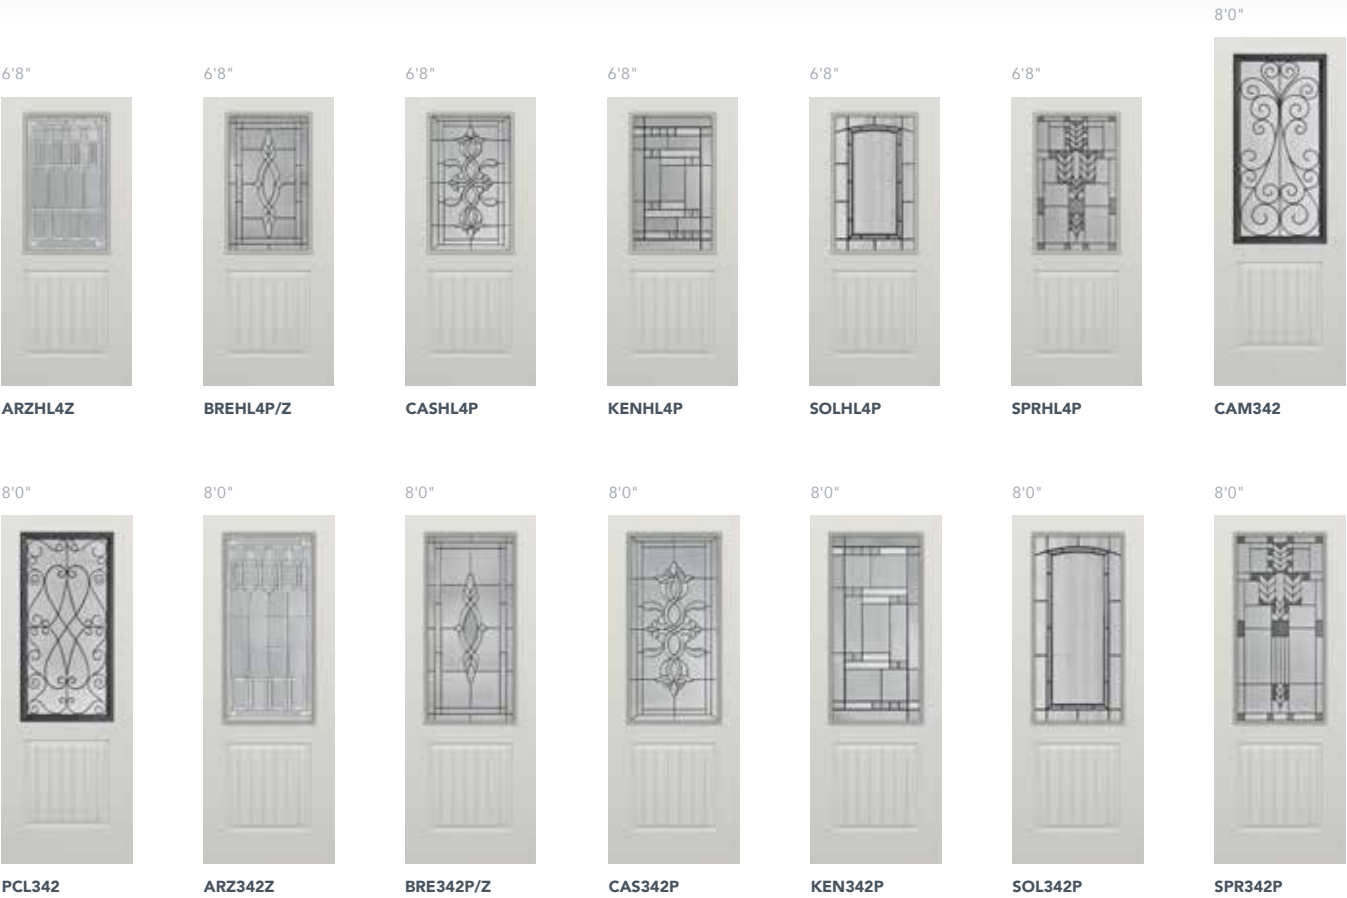 8'0"
6'8"
6'8"
6'8"
6'8"
6'8"
6'8"
ARZHL4Z
BREHL4P/Z
CASHL4P
KENHL4P
SOLHL4P
SPRHL4P
CAM342
8'0"
8'0"
8'0"
8'0"
8'0"
8'0"
8'0"
PCL342
ARZ342Z
BRE342P/Z
CAS342P
KEN342P
SOL342P
SPR342P